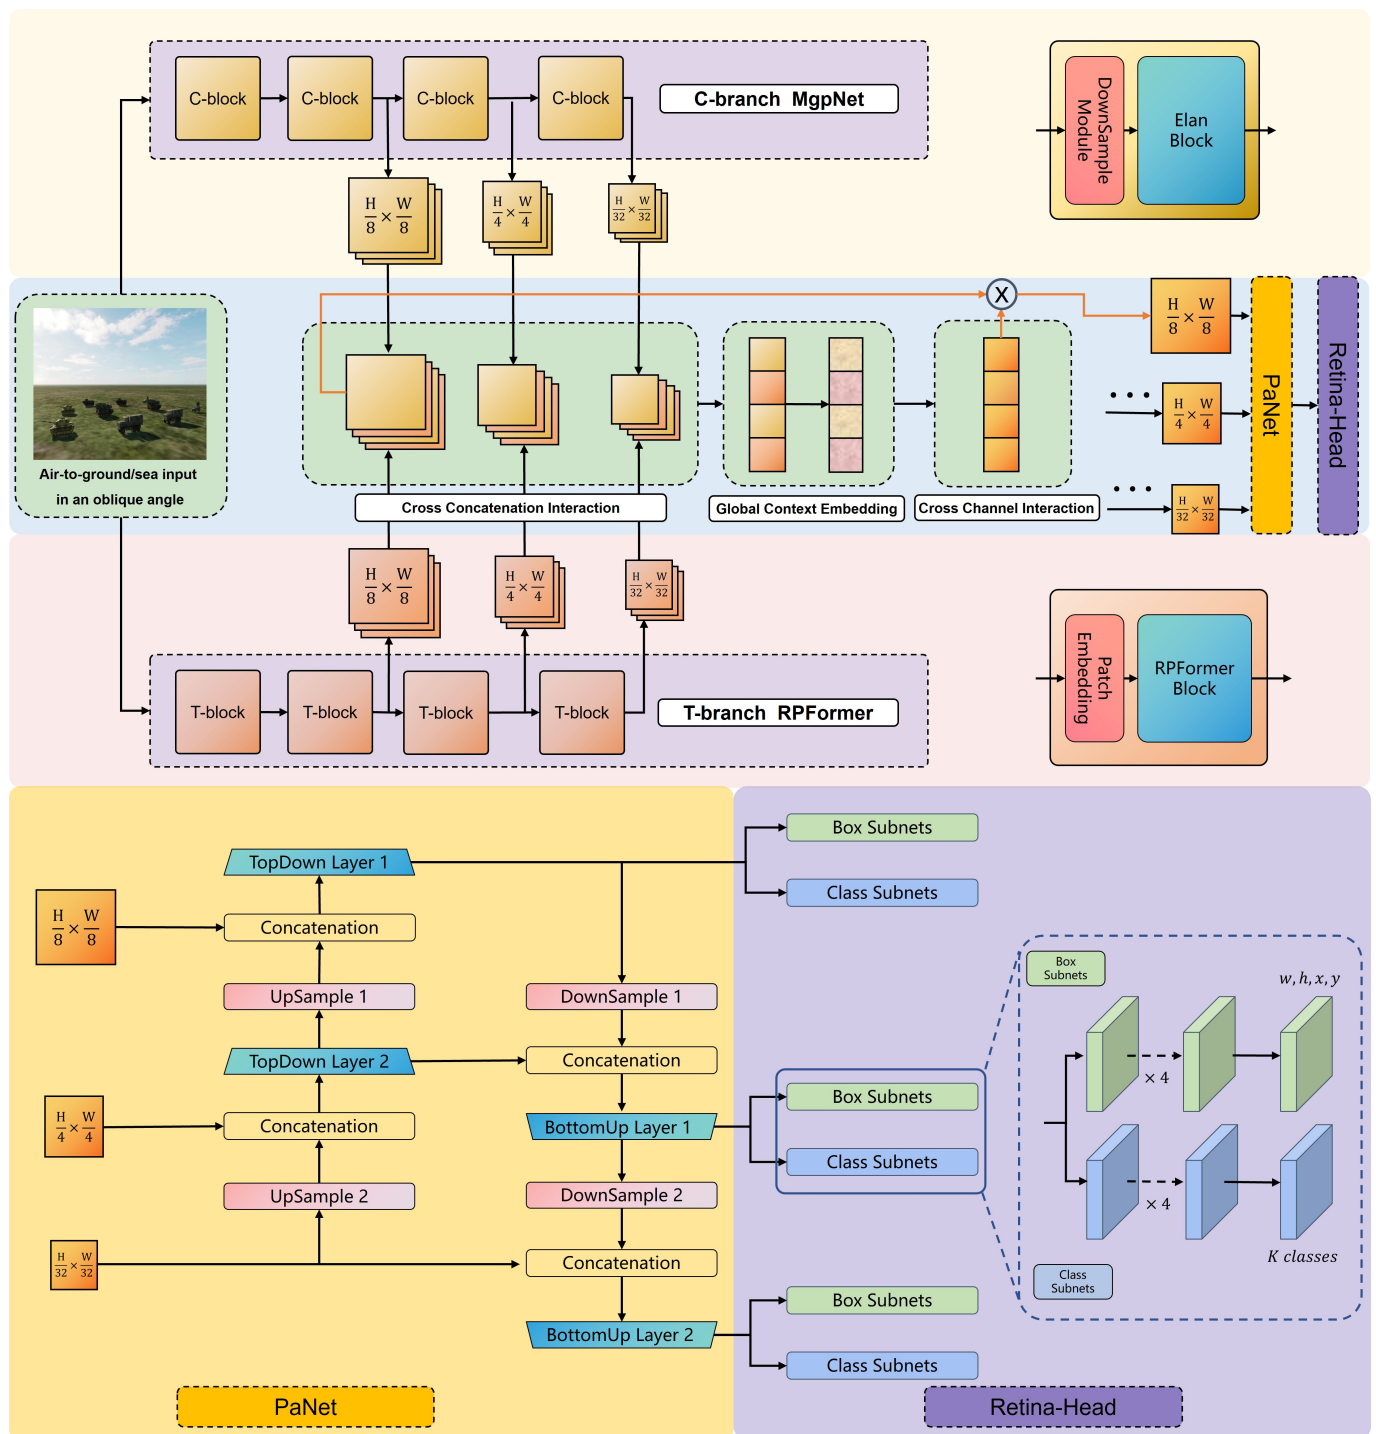 C-block
C-block
C-block
C-block
C-branch MgpNet
DownSample
Module
Elan
Block
H/8 × W/8
H/4 × W/4
H/32 × W/32
X
H/8 × W/8
H/4 × W/4
H/32 × W/32
PaNet
Retina-Head
Air-to-ground/sea input
in an oblique angle
Cross Concatenation Interaction
Global Context Embedding
Cross Channel Interaction
H/8 × W/8
H/4 × W/4
H/32 × W/32
Patch
Embedding
RPFormer
Block
T-block
T-block
T-block
T-block
T-branch RPFormer
TopDown Layer 1
H/8 × W/8
Concatenation
UpSample 1
TopDown Layer 2
H/4 × W/4
Concatenation
UpSample 2
H/32 × W/32
DownSample 1
Concatenation
BottomUp Layer 1
DownSample 2
Concatenation
BottomUp Layer 2
PaNet
Box Subnets
Class Subnets
Box Subnets
Class Subnets
Box Subnets
Class Subnets
Box
Subnets
w, h, x, y
× 4
× 4
K classes
Class
Subnets
Retina-Head